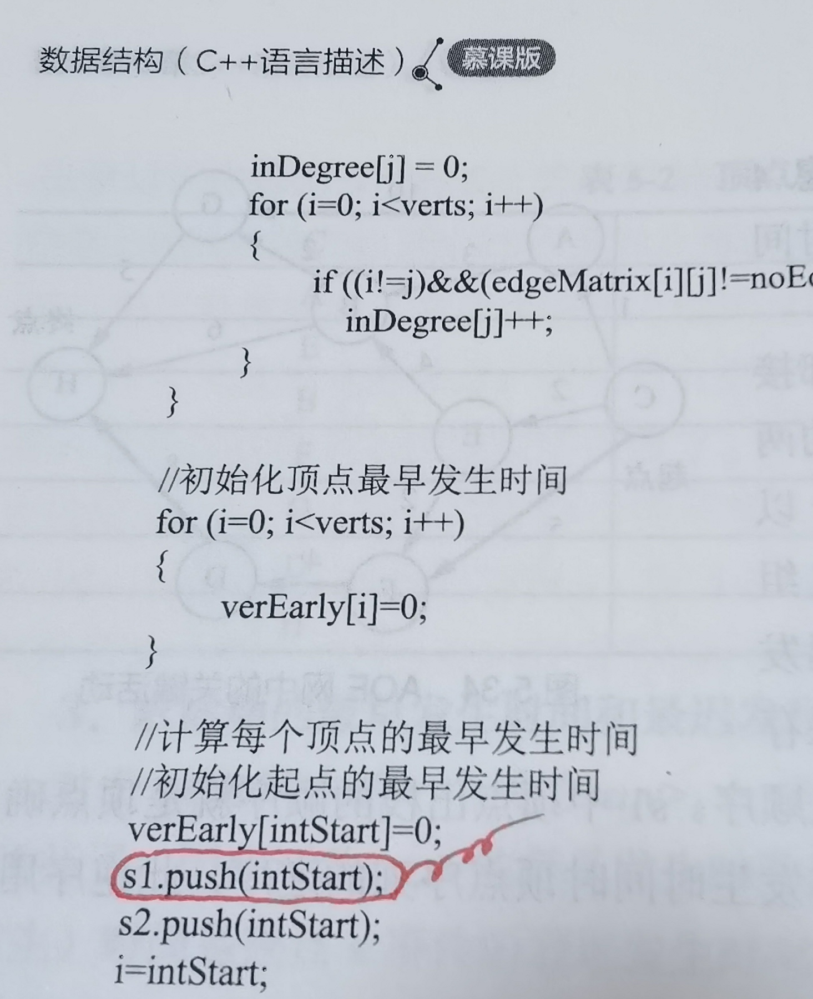 数据结构（C++语言描述） 慕课版
inDegree[j] = 0;
for (i=0; i<verts; i++)
{
if ((i!=j)&&(edgeMatrix[i][j]!=noEd
inDegree[j]++;
}
}
//初始化顶点最早发生时间
for (i=0; i<verts; i++)
{
verEarly[i]=0;
}
//计算每个顶点的最早发生时间
//初始化起点的最早发生时间
verEarly[intStart]=0;
s1.push(intStart);
s2.push(intStart);
i=intStart;